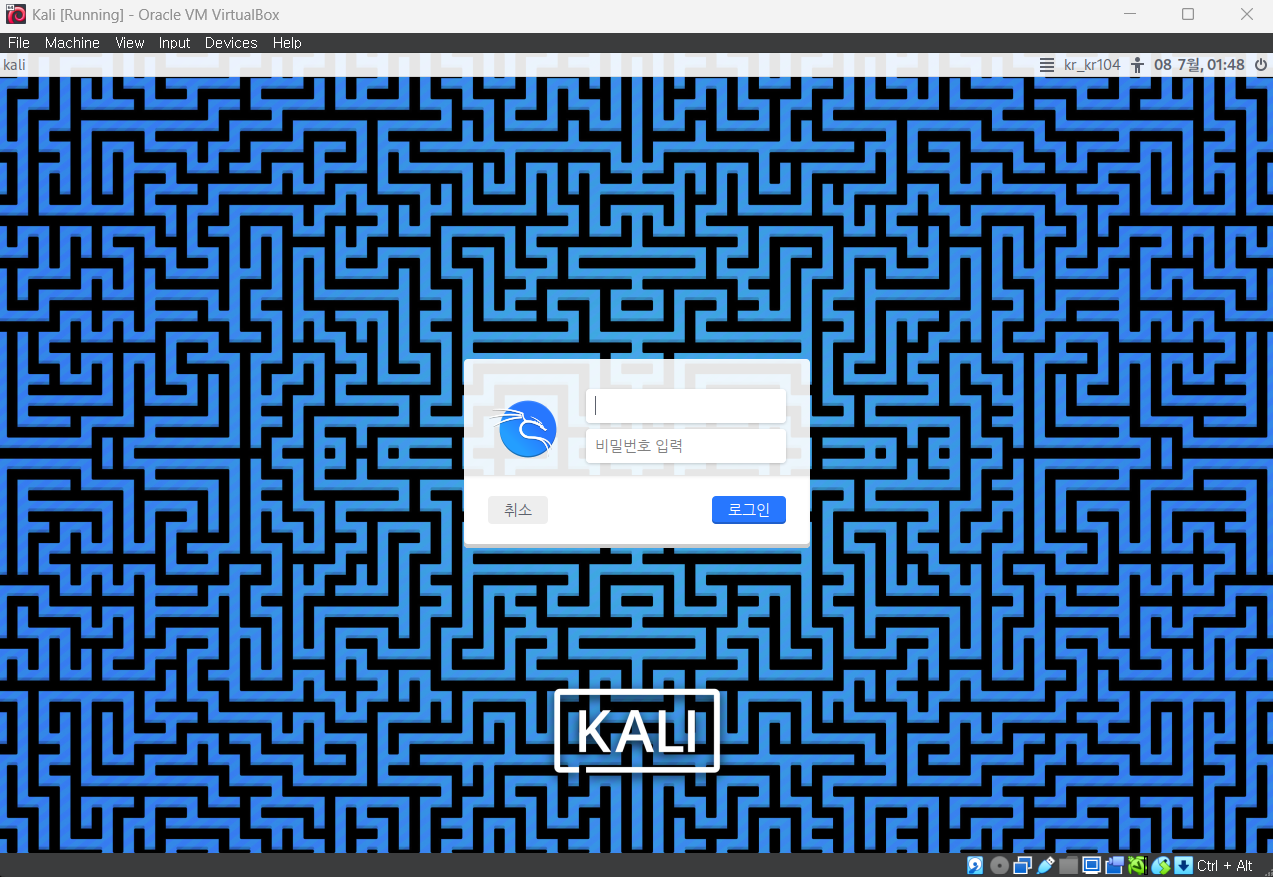 Kali [Running] - Oracle VM VirtualBox
File Machine View Input Devices Help
kali kr_kr104 08 7월, 01:48
비밀번호 입력
취소 로그인
KALI
Ctrl + Alt